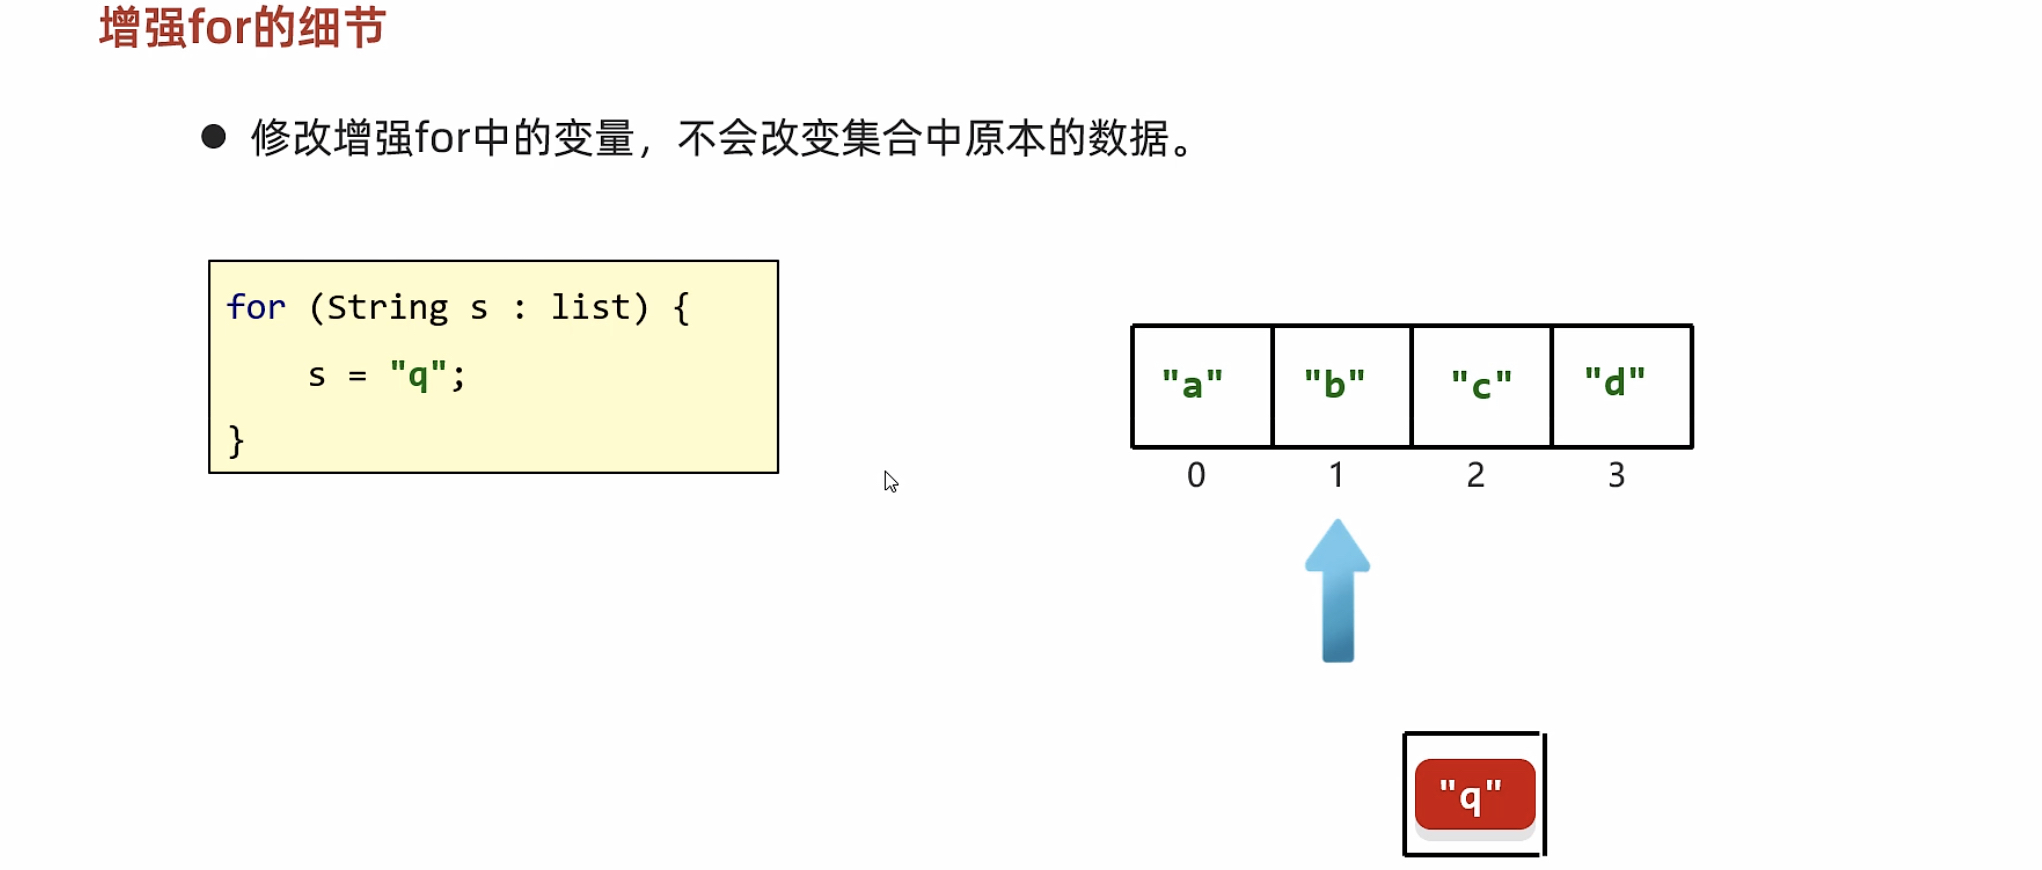 增强for的细节
● 修改增强for中的变量，不会改变集合中原本的数据。
for (String s : list) {
    s = "q";
}
"a" "b" "c" "d"
0 1 2 3
"q"